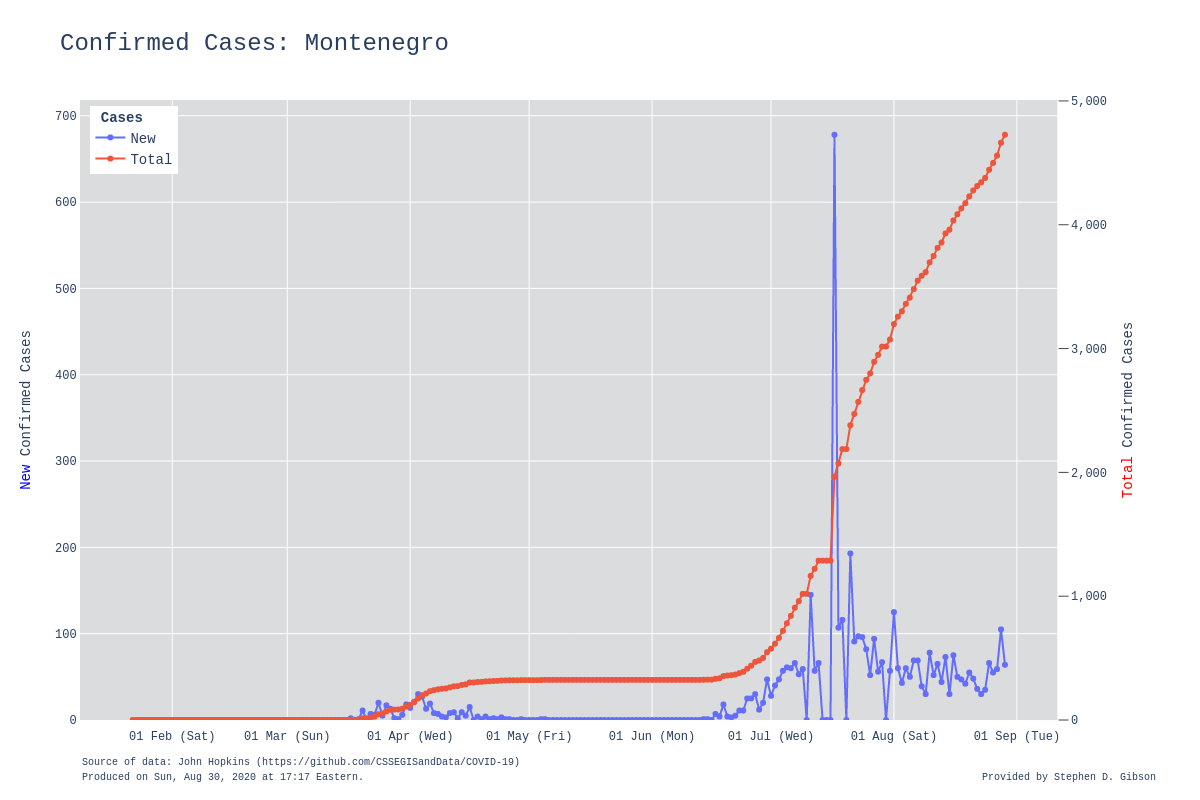 Confirmed Cases: Montenegro
Cases
New
Total
700
600
500
400
300
200
100
0
5,000
4,000
3,000
2,000
1,000
0
New Confirmed Cases
Total Confirmed Cases
01 Feb (Sat)
01 Mar (Sun)
01 Apr (Wed)
01 May (Fri)
01 Jun (Mon)
01 Jul (Wed)
01 Aug (Sat)
01 Sep (Tue)
Source of data: John Hopkins (https://github.com/CSSEGISandData/COVID-19)
Produced on Sun, Aug 30, 2020 at 17:17 Eastern.
Provided by Stephen D. Gibson